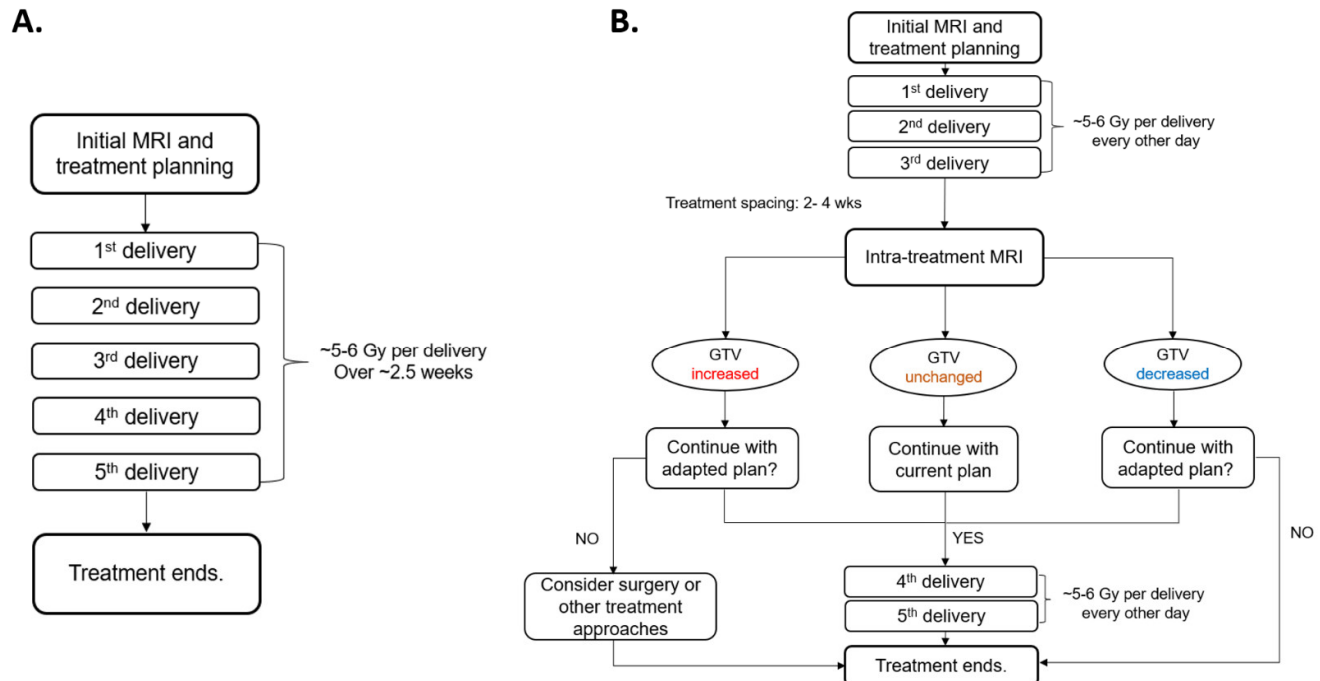 A.
Initial MRI and
treatment planning
1st delivery
2nd delivery
3rd delivery
4th delivery
5th delivery
~5-6 Gy per delivery
Over ~2.5 weeks
Treatment ends.
B.
Initial MRI and
treatment planning
1st delivery
2nd delivery
3rd delivery
~5-6 Gy per delivery
every other day
Treatment spacing: 2- 4 wks
Intra-treatment MRI
GTV
increased
GTV
unchanged
GTV
decreased
Continue with
adapted plan?
Continue with
current plan
Continue with
adapted plan?
NO
YES
NO
Consider surgery or
other treatment
approaches
4th delivery
5th delivery
~5-6 Gy per delivery
every other day
Treatment ends.